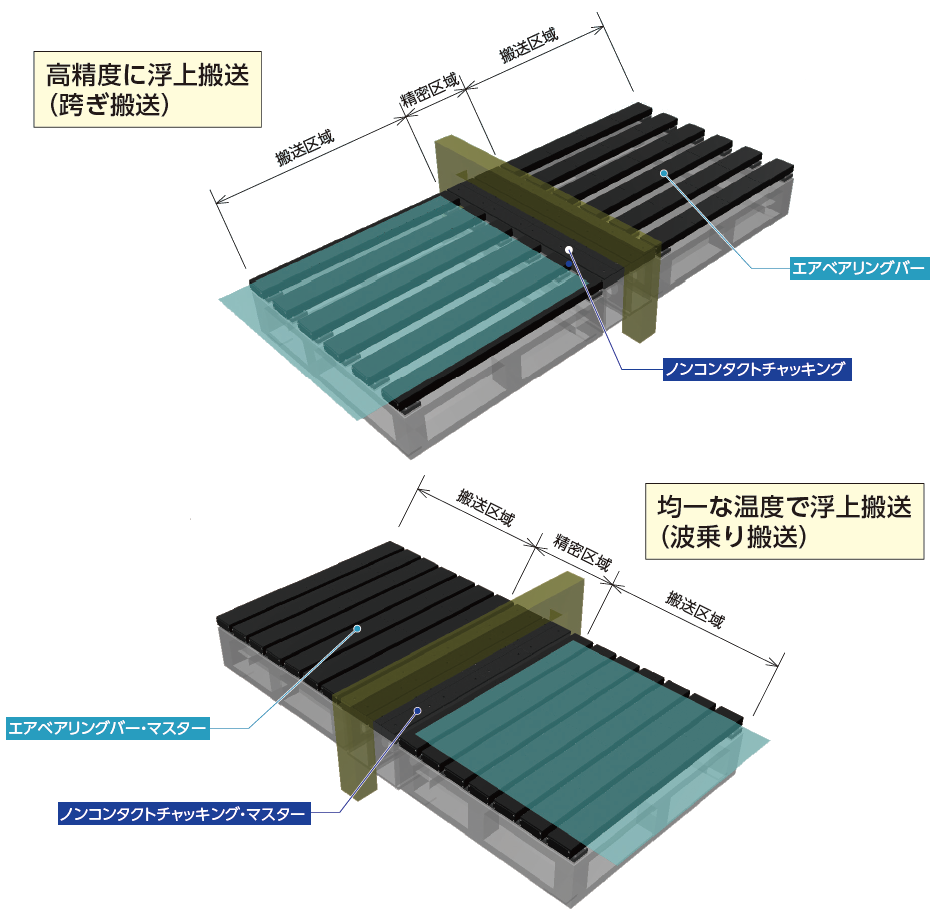 高精度に浮上搬送
(跨ぎ搬送)
搬送区域
精密区域
搬送区域
エアベアリングバー
ノンコンタクトチャッキング
均一な温度で浮上搬送
(波乗り搬送)
搬送区域
精密区域
搬送区域
エアベアリングバー・マスター
ノンコンタクトチャッキング・マスター